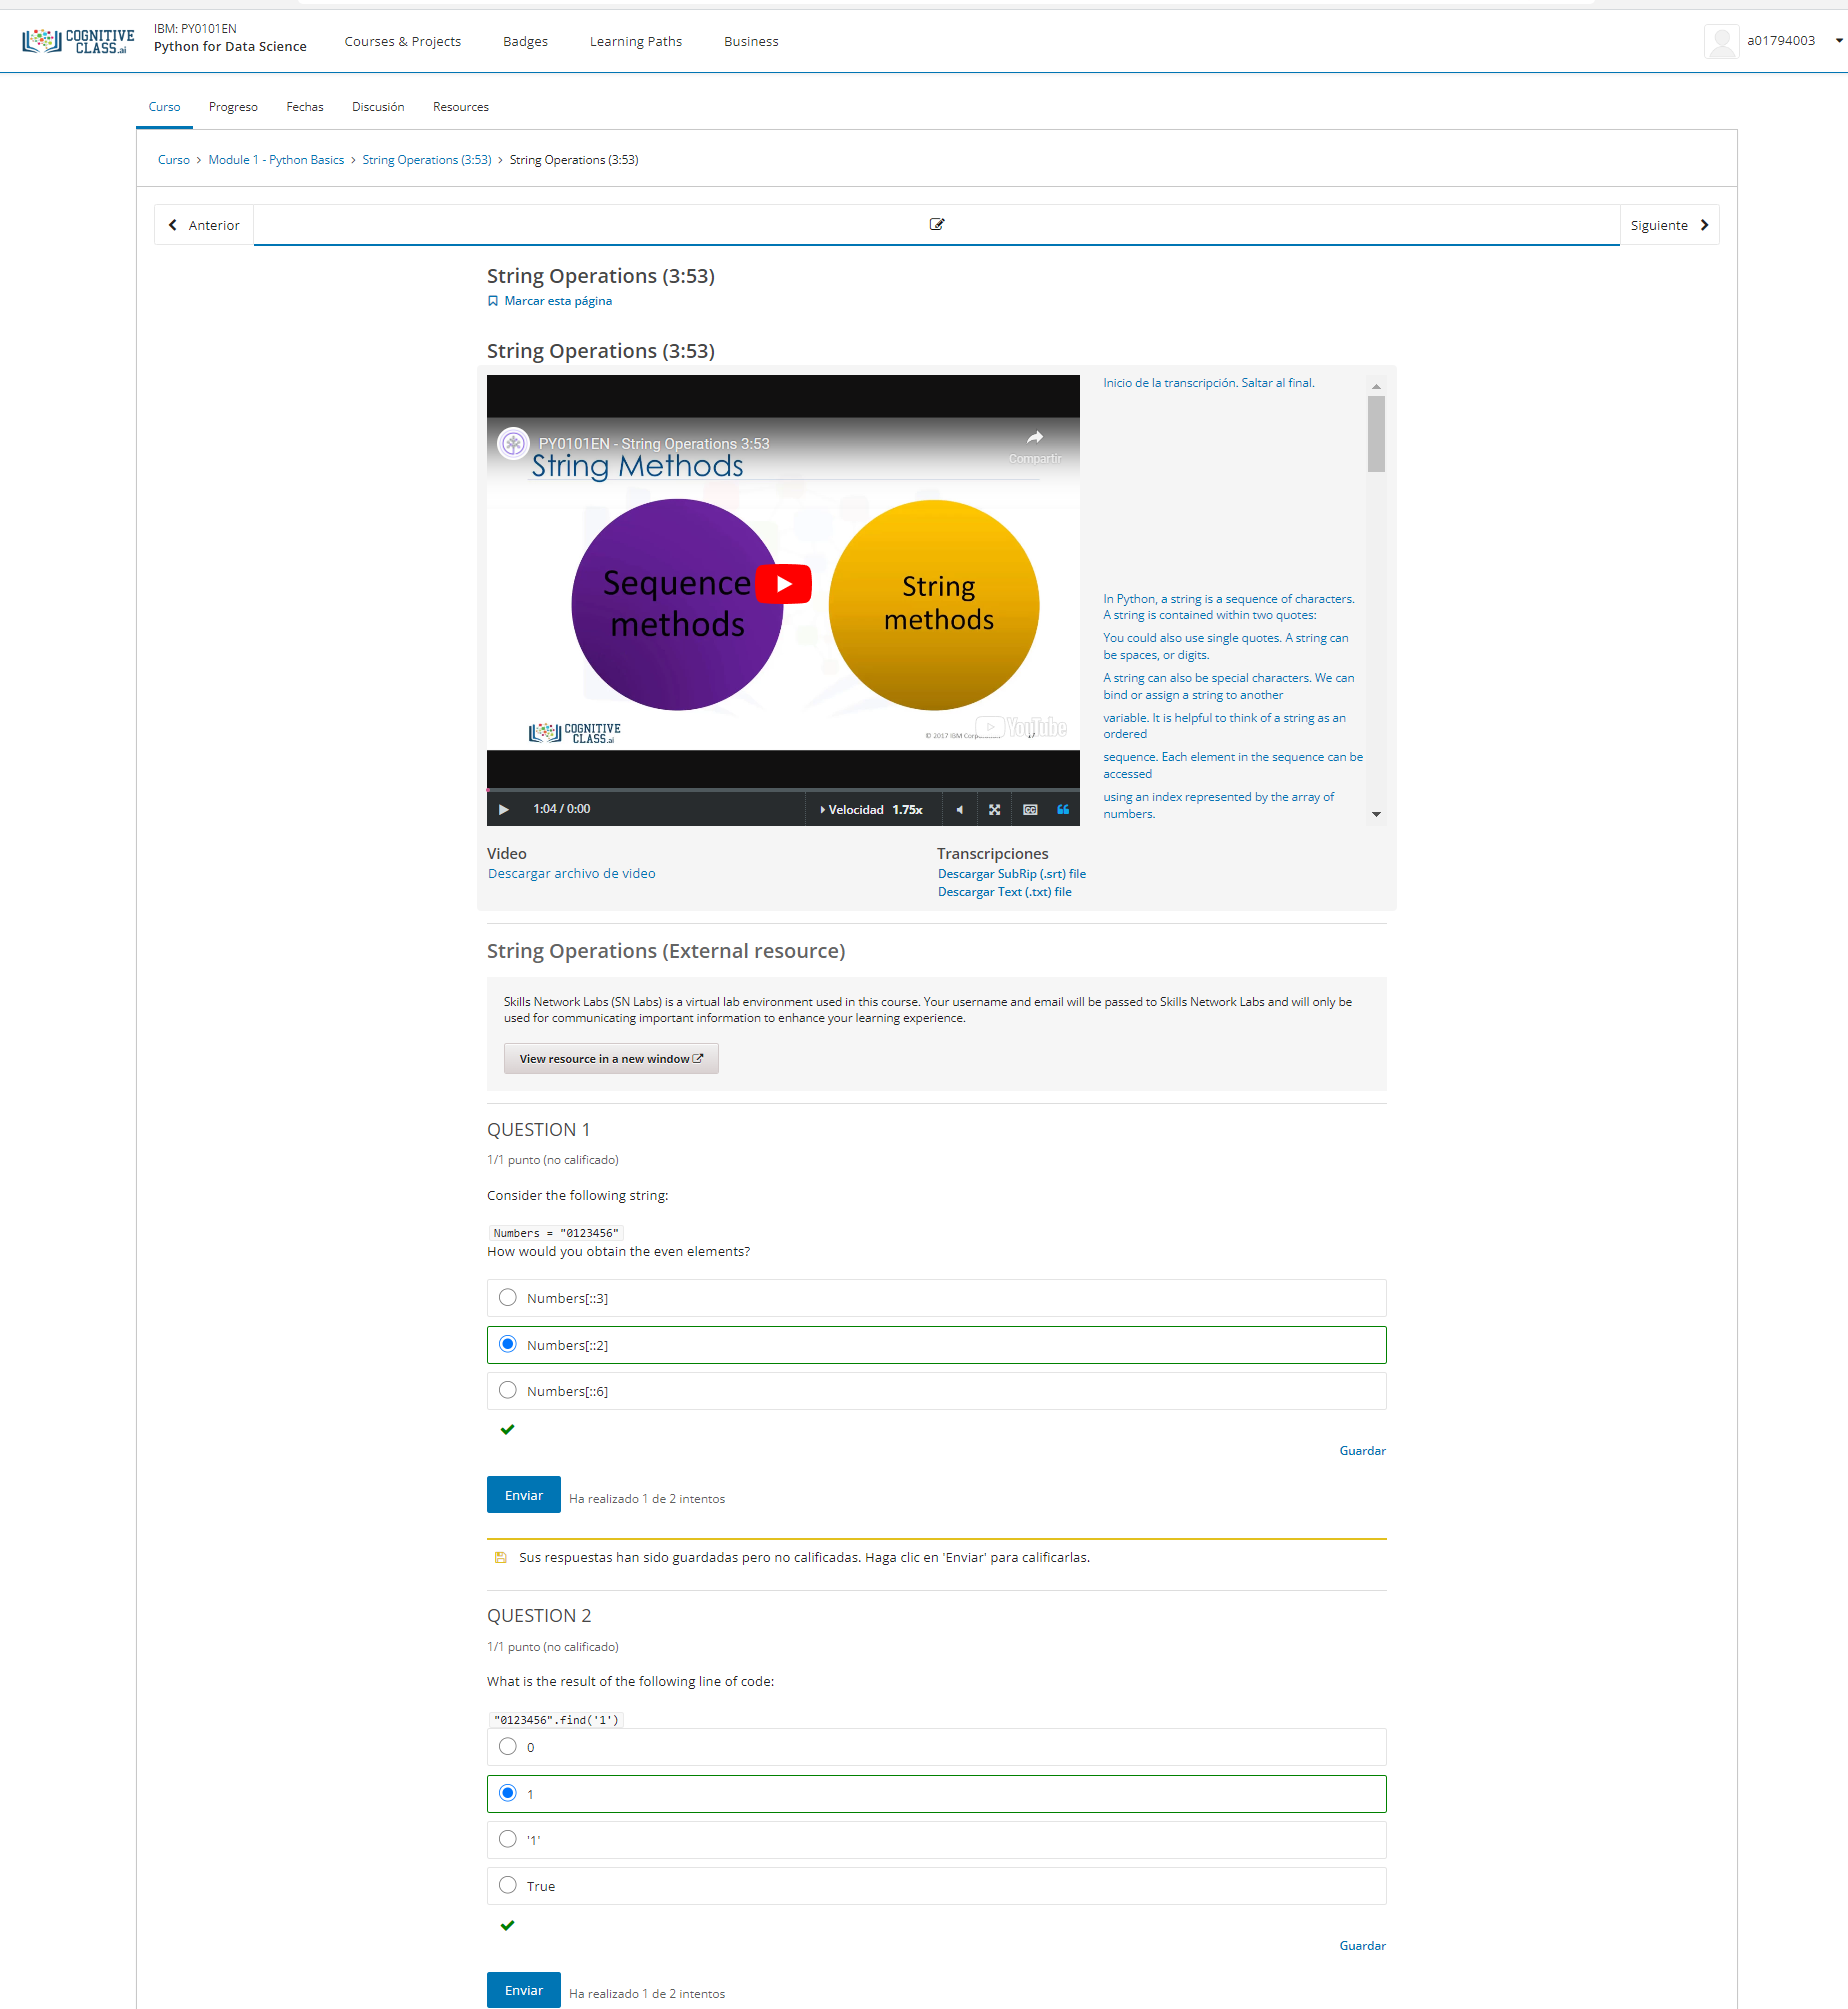 COGNITIVE
CLASS.ai
IBM: PY0101EN
Python for Data Science
Courses & Projects
Badges
Learning Paths
Business
a01794003
Curso
Progreso
Fechas
Discusión
Resources
Curso > Module 1 - Python Basics > String Operations (3:53) > String Operations (3:53)
Anterior
Siguiente
String Operations (3:53)
Marcar esta página
String Operations (3:53)
PY0101EN - String Operations 3:53
Compartir
String Methods
Sequence
methods
String
methods
COGNITIVE
CLASS.ai
© 2017 IBM
YouTube
1:04 / 0:00
Velocidad 1.75x
Inicio de la transcripción. Saltar al final.
In Python, a string is a sequence of characters.
A string is contained within two quotes:
You could also use single quotes. A string can
be spaces, or digits.
A string can also be special characters. We can
bind or assign a string to another
variable. It is helpful to think of a string as an
ordered
sequence. Each element in the sequence can be
accessed
using an index represented by the array of
numbers.
Video
Descargar archivo de video
Transcripciones
Descargar SubRip (.srt) file
Descargar Text (.txt) file
String Operations (External resource)
Skills Network Labs (SN Labs) is a virtual lab environment used in this course. Your username and email will be passed to Skills Network Labs and will only be
used for communicating important information to enhance your learning experience.
View resource in a new window
QUESTION 1
1/1 punto (no calificado)
Consider the following string:
Numbers = "0123456"
How would you obtain the even elements?
Numbers[::3]
Numbers[::2]
Numbers[::6]
Guardar
Enviar
Ha realizado 1 de 2 intentos
Sus respuestas han sido guardadas pero no calificadas. Haga clic en 'Enviar' para calificarlas.
QUESTION 2
1/1 punto (no calificado)
What is the result of the following line of code:
"0123456".find('1')
0
1
'1'
True
Guardar
Enviar
Ha realizado 1 de 2 intentos